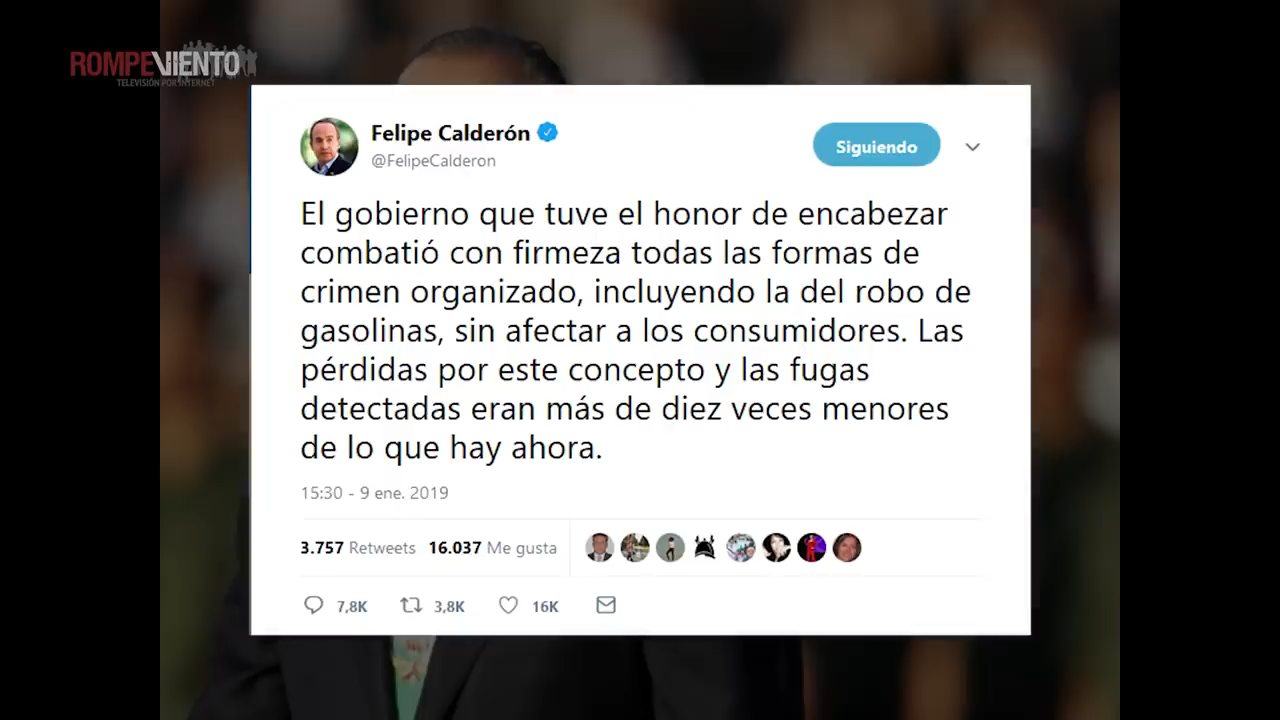 ROMPEVIENTO
TELEVISIÓN POR INTERNET
Felipe Calderón
@FelipeCalderon
Siguiendo
El gobierno que tuve el honor de encabezar
combatió con firmeza todas las formas de
crimen organizado, incluyendo la del robo de
gasolinas, sin afectar a los consumidores. Las
pérdidas por este concepto y las fugas
detectadas eran más de diez veces menores
de lo que hay ahora.
15:30 - 9 ene. 2019
3.757 Retweets 16.037 Me gusta
7,8K 3,8K 16K